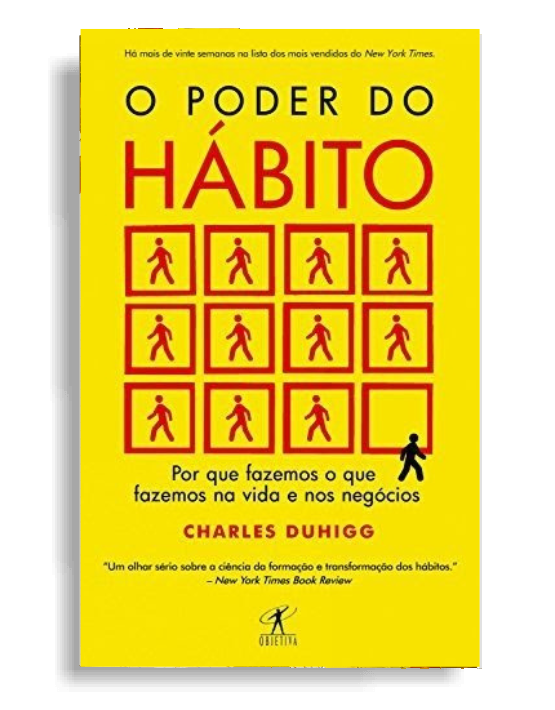 Há mais de vinte semanas na lista dos mais vendidos do New York Times.
O PODER DO
HÁBITO
Por que fazemos o que
fazemos na vida e nos negócios
CHARLES DUHIGG
“Um olhar sério sobre a ciência da formação e transformação dos hábitos.”
– New York Times Book Review
OBJETIVA